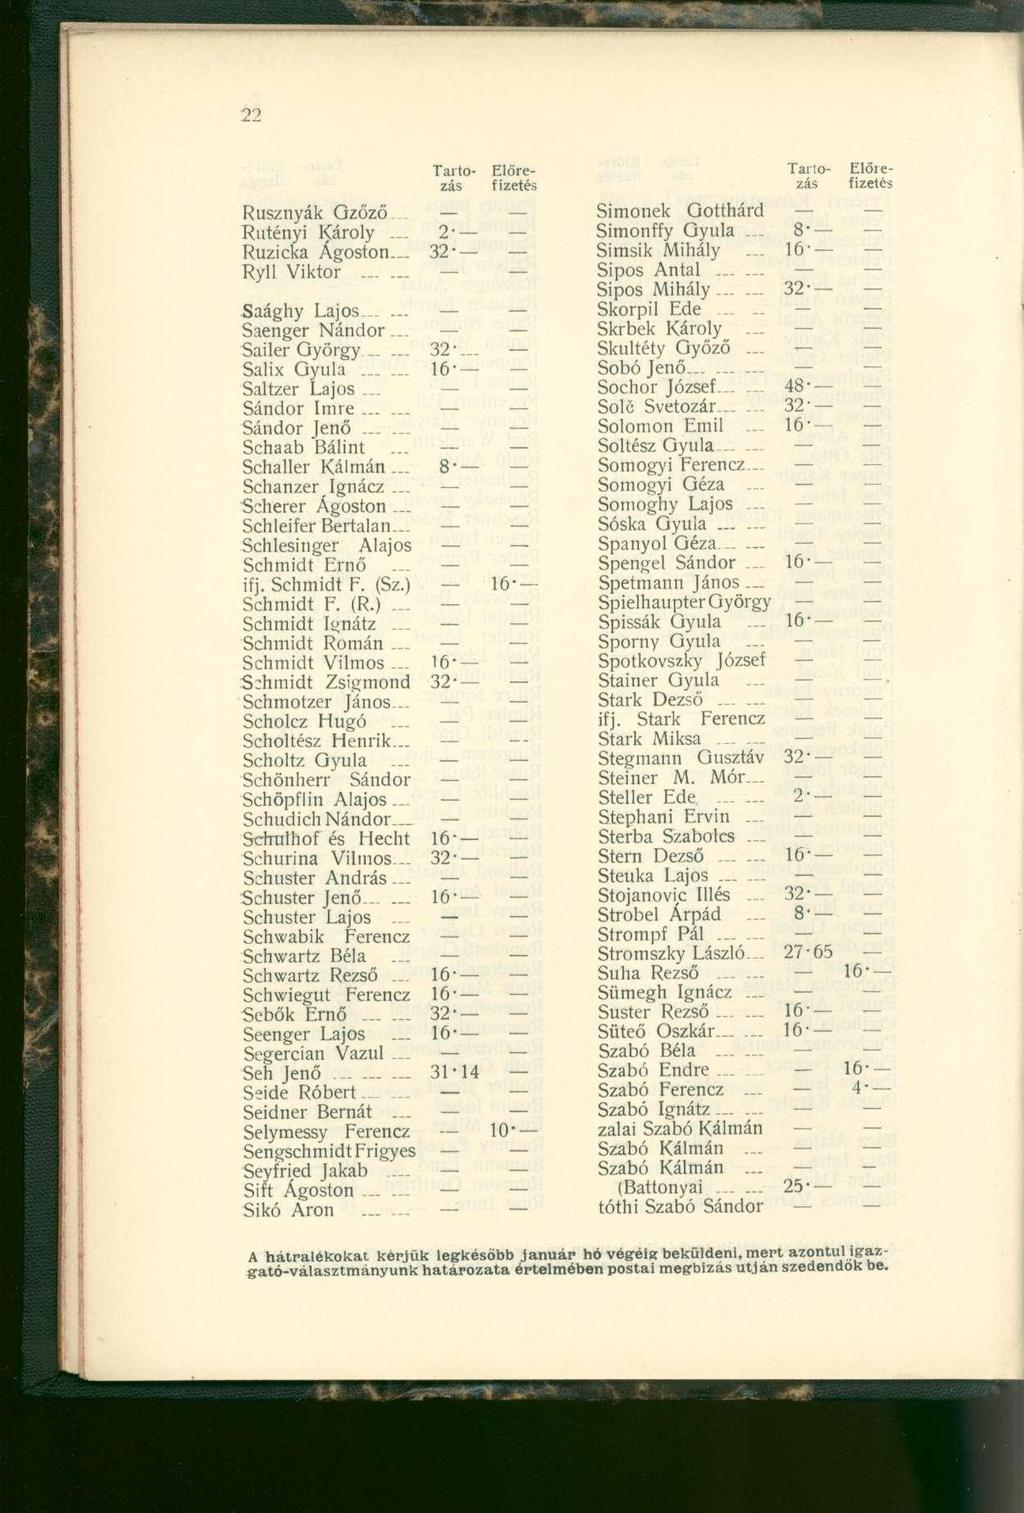 22
Tarto- Előre-
zás fizetés
Rusznyák Gzőző — —
Rutényi Károly 2·— —
Ruzicka Ágoston 32·— —
Ryll Viktor — —
Saághy Lajos — —
Saenger Nándor — —
Sailer György 32·— —
Salix Gyula 16·— —
Saltzer Lajos — —
Sándor Imre — —
Sándor Jenő — —
Schaab Bálint — —
Schaller Kálmán 8·— —
Schanzer Ignácz — —
Scherer Ágoston — —
Schleifer Bertalan — —
Schlesinger Alajos — —
Schmidt Ernő — —
ifj. Schmidt F. (Sz.) — 16·—
Schmidt F. (R.) — —
Schmidt Ignátz — —
Schmidt Román — —
Schmidt Vilmos 16·— —
Schmidt Zsigmond 32·— —
Schmotzer János — —
Scholcz Hugó — —
Scholtész Henrik — —
Scholtz Gyula — —
Schönherr Sándor — —
Schöpflin Alajos — —
Schudich Nándor — —
Schulhof és Hecht 16·— —
Schurina Vilmos 32·— —
Schuster András — —
Schuster Jenő 16·— —
Schuster Lajos — —
Schwabik Ferencz — —
Schwartz Béla — —
Schwartz Rezső 16·— —
Schwiegut Ferencz 16·— —
Sebők Ernő 32·— —
Seenger Lajos 16·— —
Segercian Vazul — —
Seh Jenő 31·14 —
Seide Róbert — —
Seidner Bernát — —
Selymessy Ferencz — 10·—
Sengschmidt Frigyes — —
Seyfried Jakab — —
Sift Ágoston — —
Sikó Aron — —
Tarto- Előre-
zás fizetés
Simonek Gotthárd — —
Simonffy Gyula 8·— —
Simsik Mihály 16·— —
Sipos Antal — —
Sipos Mihály 32·— —
Skorpil Ede — —
Skrbek Károly — —
Skultéty Győző — —
Sobó Jenő — —
Sochor József 48·— —
Solč Svetozár 32·— —
Solomon Emil 16·— —
Soltész Gyula — —
Somogyi Ferencz — —
Somogyi Géza — —
Somoghy Lajos — —
Sóska Gyula — —
Spanyol Géza — —
Spengel Sándor 16·— —
Spetmann János — —
Spielhaupter György — —
Spissák Gyula 16·— —
Sporny Gyula — —
Spotkovszky József — —
Stainer Gyula — —
Stark Dezső — —
ifj. Stark Ferencz — —
Stark Miksa — —
Stegmann Gusztáv 32·— —
Steiner M. Mór — —
Steller Ede 2·— —
Stephani Ervin — —
Sterba Szabolcs — —
Stern Dezső 16·— —
Steuka Lajos — —
Stojanovic Illés 32·— —
Strobel Árpád 8·— —
Strompf Pál — —
Stromszky László 27·65 —
Suha Rezső — 16·—
Sümegh Ignácz — —
Suster Rezső 16·— —
Süteő Oszkár 16·— —
Szabó Béla — —
Szabó Endre — 16·—
Szabó Ferencz — 4·—
Szabó Ignátz — —
zalai Szabó Kálmán — —
Szabó Kálmán — —
Szabó Kálmán — —
(Battonyai 25·— —
tóthi Szabó Sándor — —
A hátralékokat kérjük legkésőbb január hó végéig beküldeni, mert azontul igaz-
gató-választmányunk határozata értelmében postai megbizás utján szedendők be.